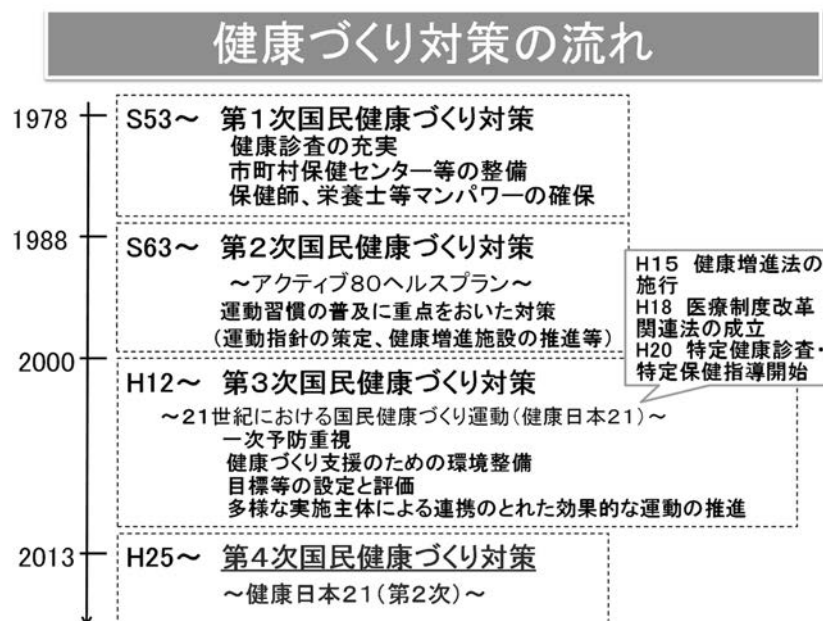 健康づくり対策の流れ
1978
S53～ 第1次国民健康づくり対策
健康診査の充実
市町村保健センター等の整備
保健師、栄養士等マンパワーの確保
1988
S63～ 第2次国民健康づくり対策
～アクティブ80ヘルスプラン～
運動習慣の普及に重点をおいた対策
(運動指針の策定、健康増進施設の推進等)
H15 健康増進法の
施行
H18 医療制度改革
関連法の成立
H20 特定健康診査・
特定保健指導開始
2000
H12～ 第3次国民健康づくり対策
～21世紀における国民健康づくり運動(健康日本21)～
一次予防重視
健康づくり支援のための環境整備
目標等の設定と評価
多様な実施主体による連携のとれた効果的な運動の推進
2013
H25～ 第4次国民健康づくり対策
～健康日本21(第2次)～